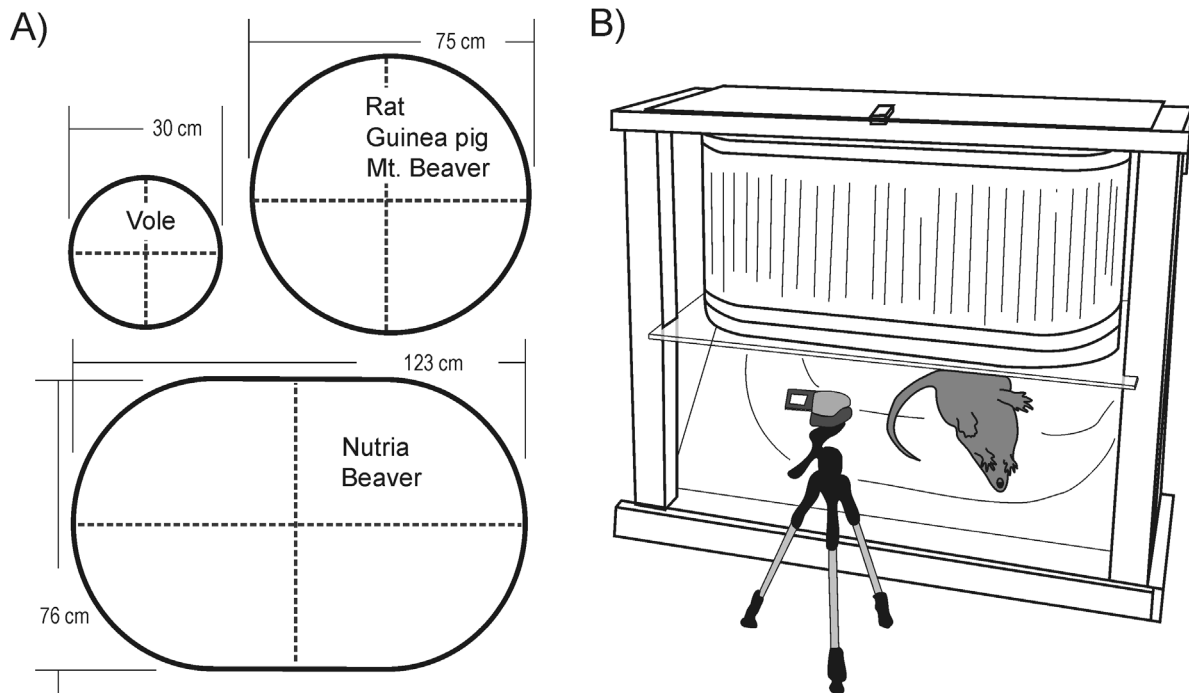 A)
30 cm
Vole
75 cm
Rat
Guinea pig
Mt. Beaver
123 cm
Nutria
Beaver
76 cm
B)